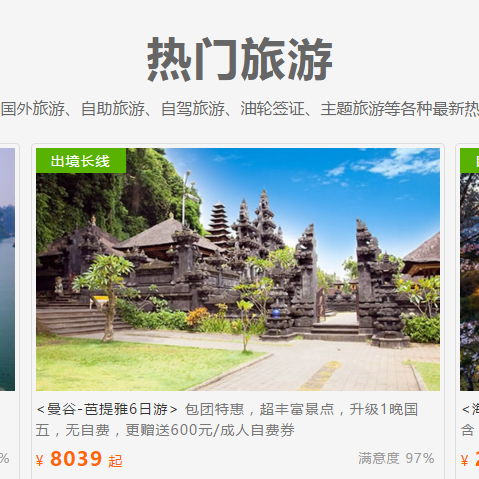 热门旅游
国外旅游、自助旅游、自驾旅游、油轮签证、主题旅游等各种最新热
出境长线
<曼谷-芭提雅6日游> 包团特惠，超丰富景点，升级1晚国
五，无自费，更赠送600元/成人自费券
¥ 8039 起
满意度 97%
%
含
¥